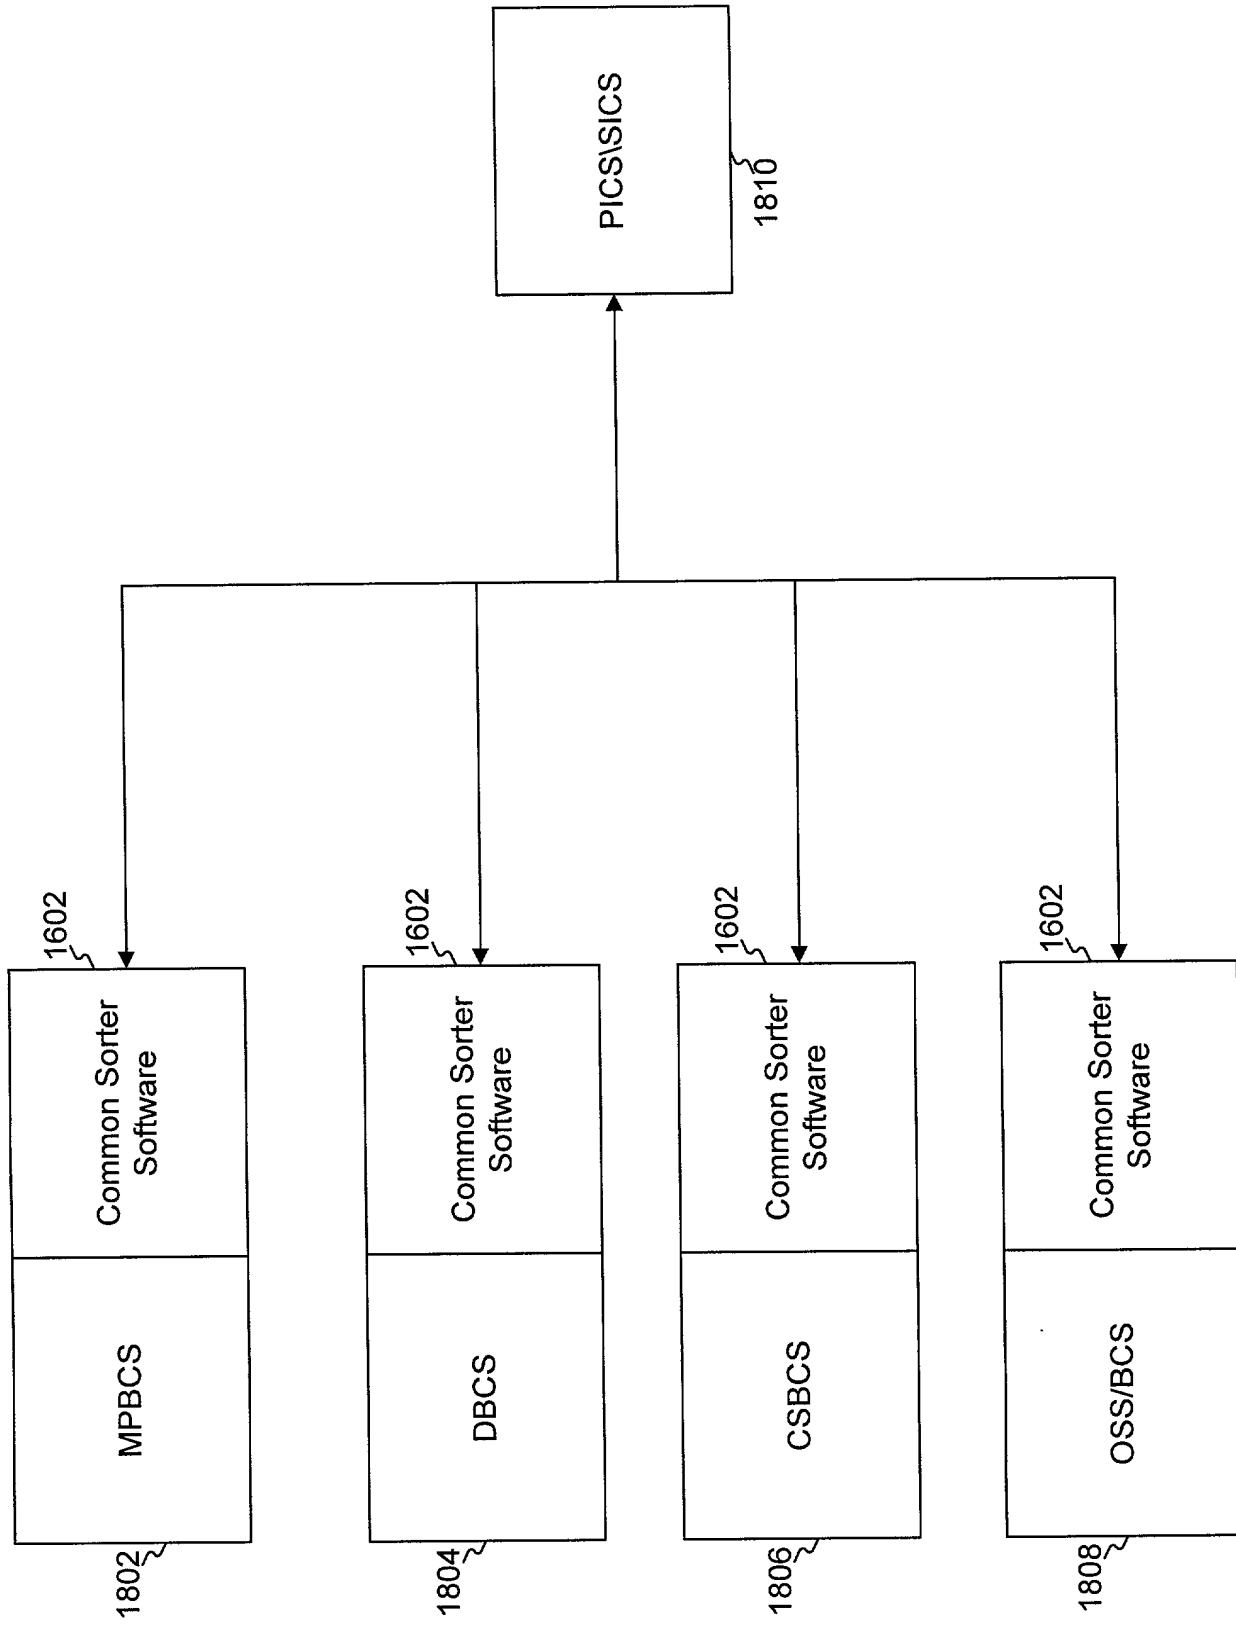 1802
MPBCS
Common Sorter
Software
1602
1804
DBCS
Common Sorter
Software
1602
1806
CSBCS
Common Sorter
Software
1602
1808
OSS/BCS
Common Sorter
Software
1602
PICS\SICS
1810